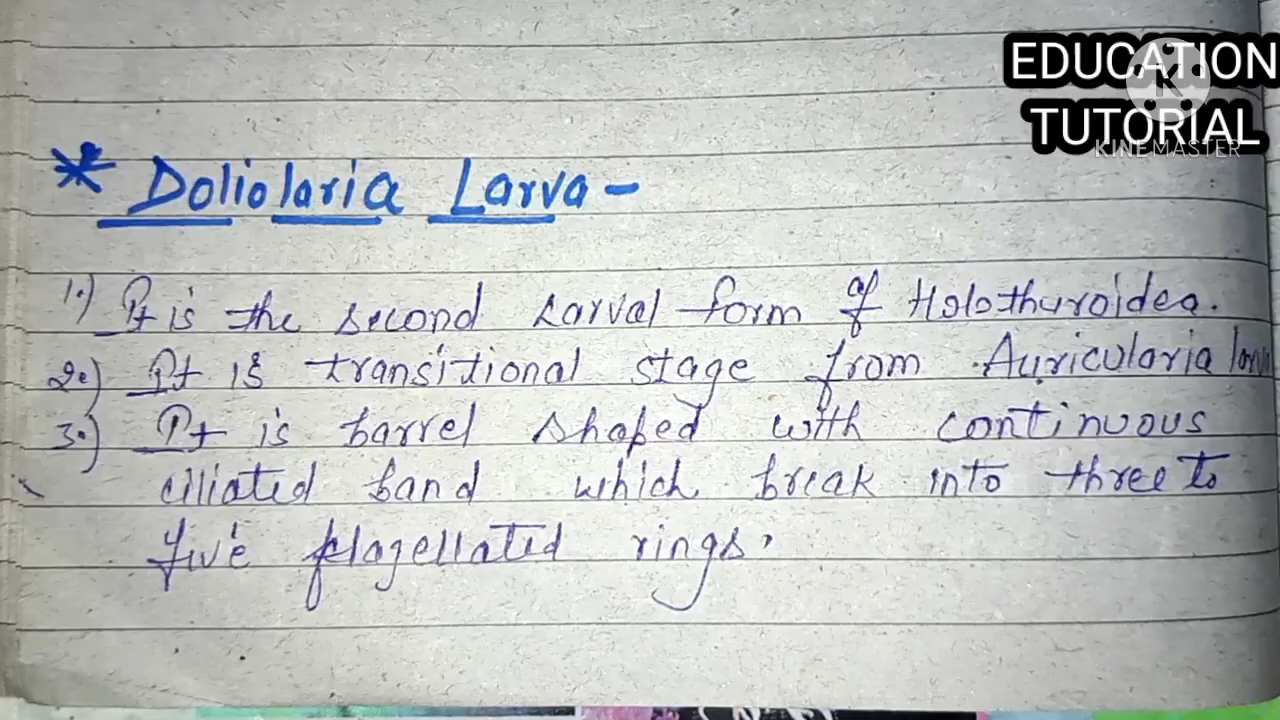 EDUCATION
TUTORIAL
KINEMASTER
* Doliolaria Larva -
1.) It is the second larval form of Holothuroidea.
2.) It is transitional stage from Auricularia larva
3.) It is barrel shaped with continuous
ciliated band which break into three to
five flagellated rings.